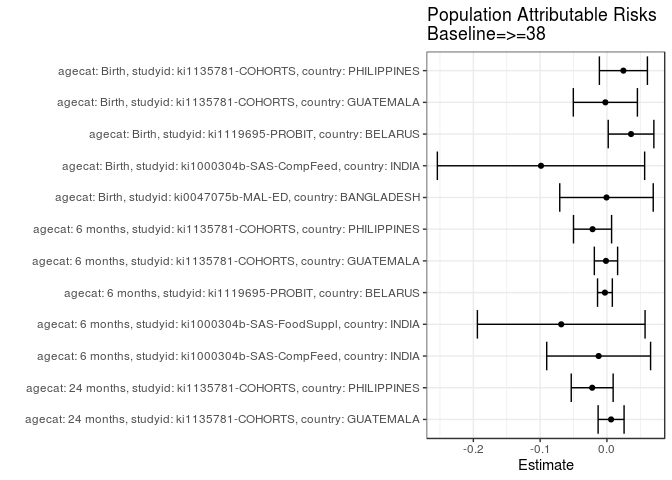 Population Attributable Risks
Baseline=>=38
agecat: Birth, studyid: ki1135781-COHORTS, country: PHILIPPINES
agecat: Birth, studyid: ki1135781-COHORTS, country: GUATEMALA
agecat: Birth, studyid: ki1119695-PROBIT, country: BELARUS
agecat: Birth, studyid: ki1000304b-SAS-CompFeed, country: INDIA
agecat: Birth, studyid: ki0047075b-MAL-ED, country: BANGLADESH
agecat: 6 months, studyid: ki1135781-COHORTS, country: PHILIPPINES
agecat: 6 months, studyid: ki1135781-COHORTS, country: GUATEMALA
agecat: 6 months, studyid: ki1119695-PROBIT, country: BELARUS
agecat: 6 months, studyid: ki1000304b-SAS-FoodSuppl, country: INDIA
agecat: 6 months, studyid: ki1000304b-SAS-CompFeed, country: INDIA
agecat: 24 months, studyid: ki1135781-COHORTS, country: PHILIPPINES
agecat: 24 months, studyid: ki1135781-COHORTS, country: GUATEMALA
-0.2 -0.1 0.0
Estimate